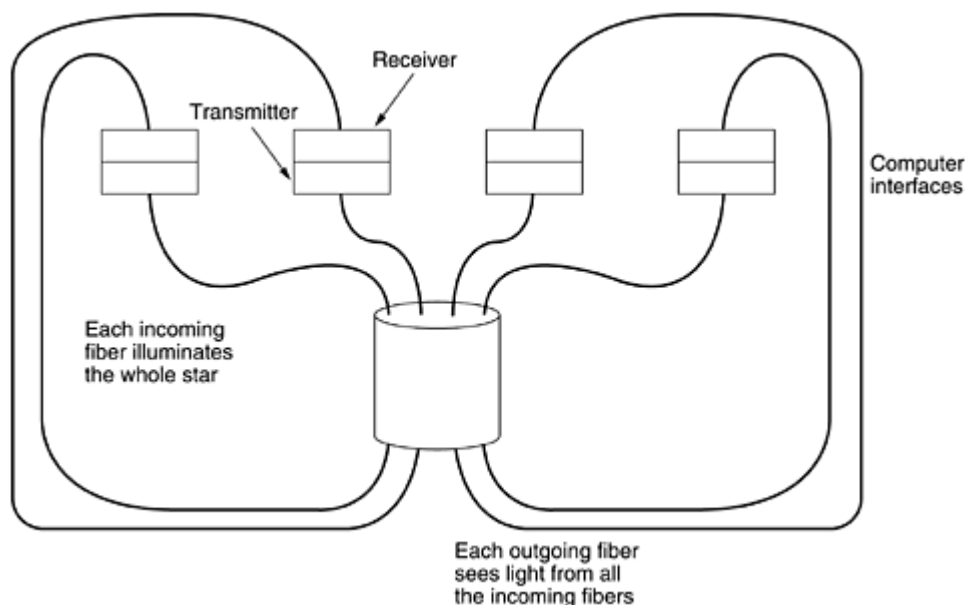 Receiver
Transmitter
Computer
interfaces
Each incoming
fiber illuminates
the whole star
Each outgoing fiber
sees light from all
the incoming fibers